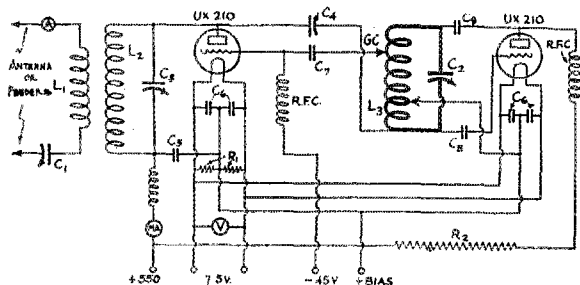 A
ANTENNA
OR
FEEDERS
L1
C1
L2
C3
UX 210
C6
C5
R1
V
MA
R.F.C.
C4
C7
GC
L3
C2
C9
C8
UX 210
C6
R.F.C.
R2
+550
7.5V.
-45V
+BIAS